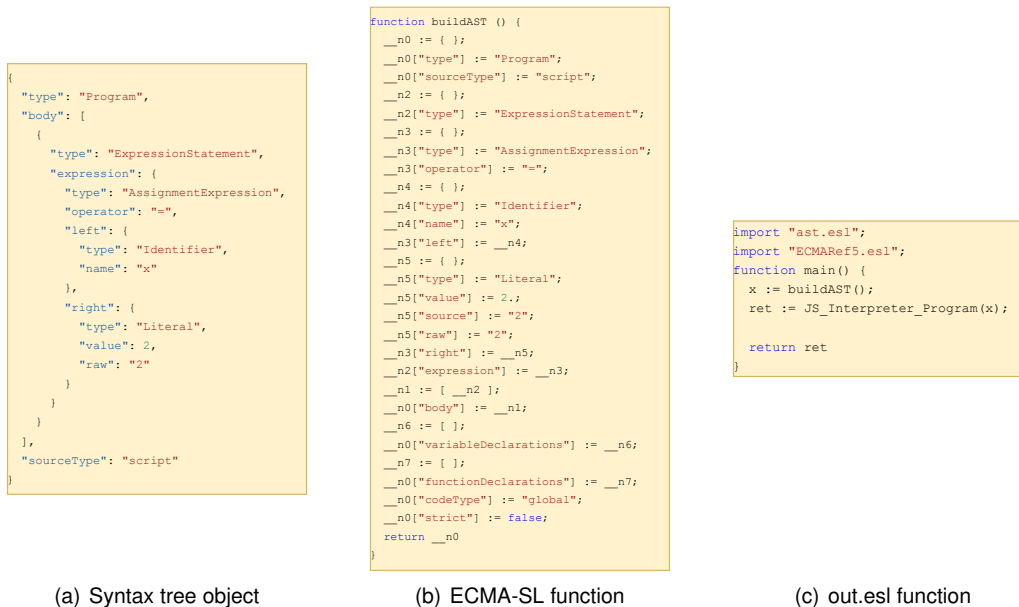 {
"type": "Program",
"body": [
{
"type": "ExpressionStatement",
"expression": {
"type": "AssignmentExpression",
"operator": "=",
"left": {
"type": "Identifier",
"name": "x"
},
"right": {
"type": "Literal",
"value": 2,
"raw": "2"
}
}
}
],
"sourceType": "script"
}
(a) Syntax tree object
function buildAST () {
__n0 := { };
__n0["type"] := "Program";
__n0["sourceType"] := "script";
__n2 := { };
__n2["type"] := "ExpressionStatement";
__n3 := { };
__n3["type"] := "AssignmentExpression";
__n3["operator"] := "=";
__n4 := { };
__n4["type"] := "Identifier";
__n4["name"] := "x";
__n3["left"] := __n4;
__n5 := { };
__n5["type"] := "Literal";
__n5["value"] := 2.;
__n5["source"] := "2";
__n5["raw"] := "2";
__n3["right"] := __n5;
__n2["expression"] := __n3;
__n1 := [ __n2 ];
__n0["body"] := __n1;
__n6 := [ ];
__n0["variableDeclarations"] := __n6;
__n7 := [ ];
__n0["functionDeclarations"] := __n7;
__n0["codeType"] := "global";
__n0["strict"] := false;
return __n0
}
(b) ECMA-SL function
import "ast.esl";
import "ECMARef5.esl";
function main() {
x := buildAST();
ret := JS_Interpreter_Program(x);
return ret
}
(c) out.esl function